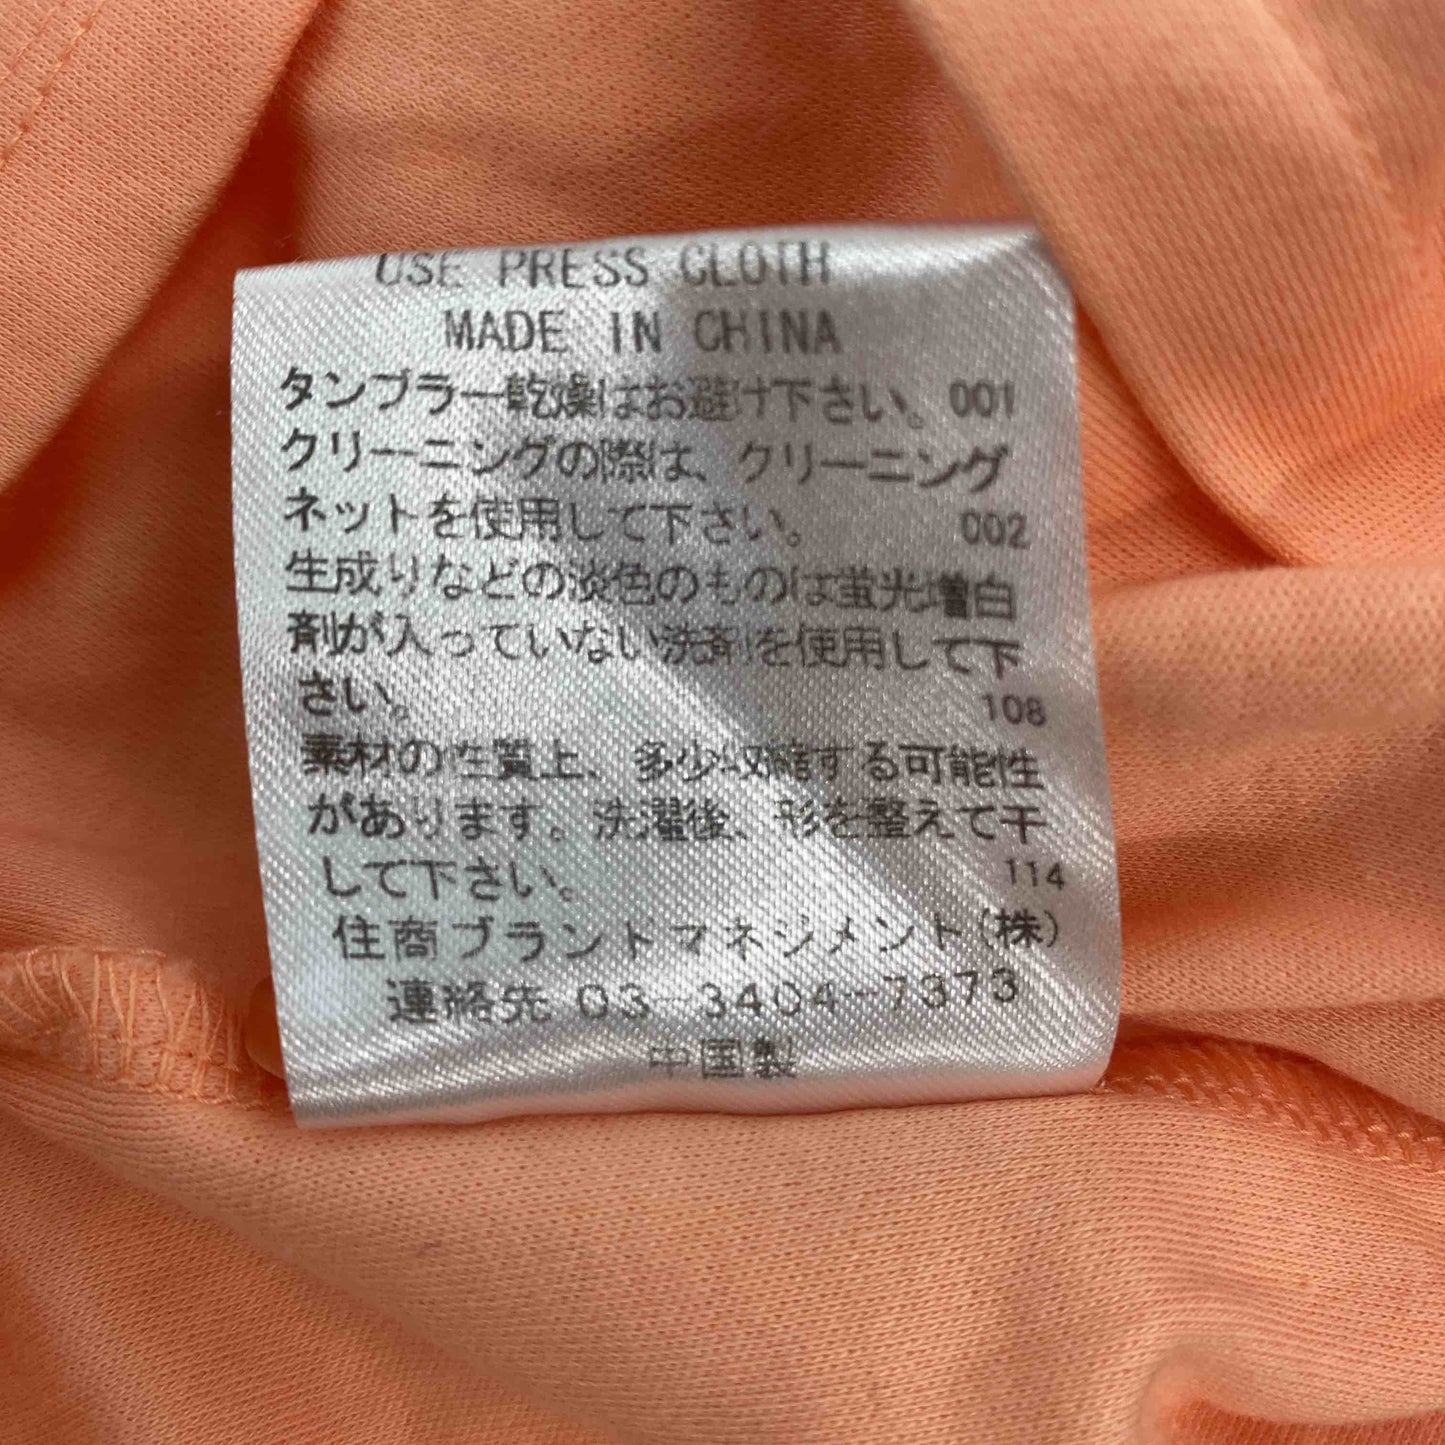 USE PRESS CLOTH
MADE IN CHINA
タンブラー乾燥はお避け下さい。 001
クリーニングの際は、クリーニング
ネットを使用して下さい。 002
生成りなどの淡色のものは蛍光増白
剤が入っていない洗剤を使用して下
さい。 108
素材の性質上、多少収縮する可能性
があります。洗濯後、形を整えて干
して下さい。 114
住商ブランドマネジメント(株)
連絡先 03-3404-7373
中国製